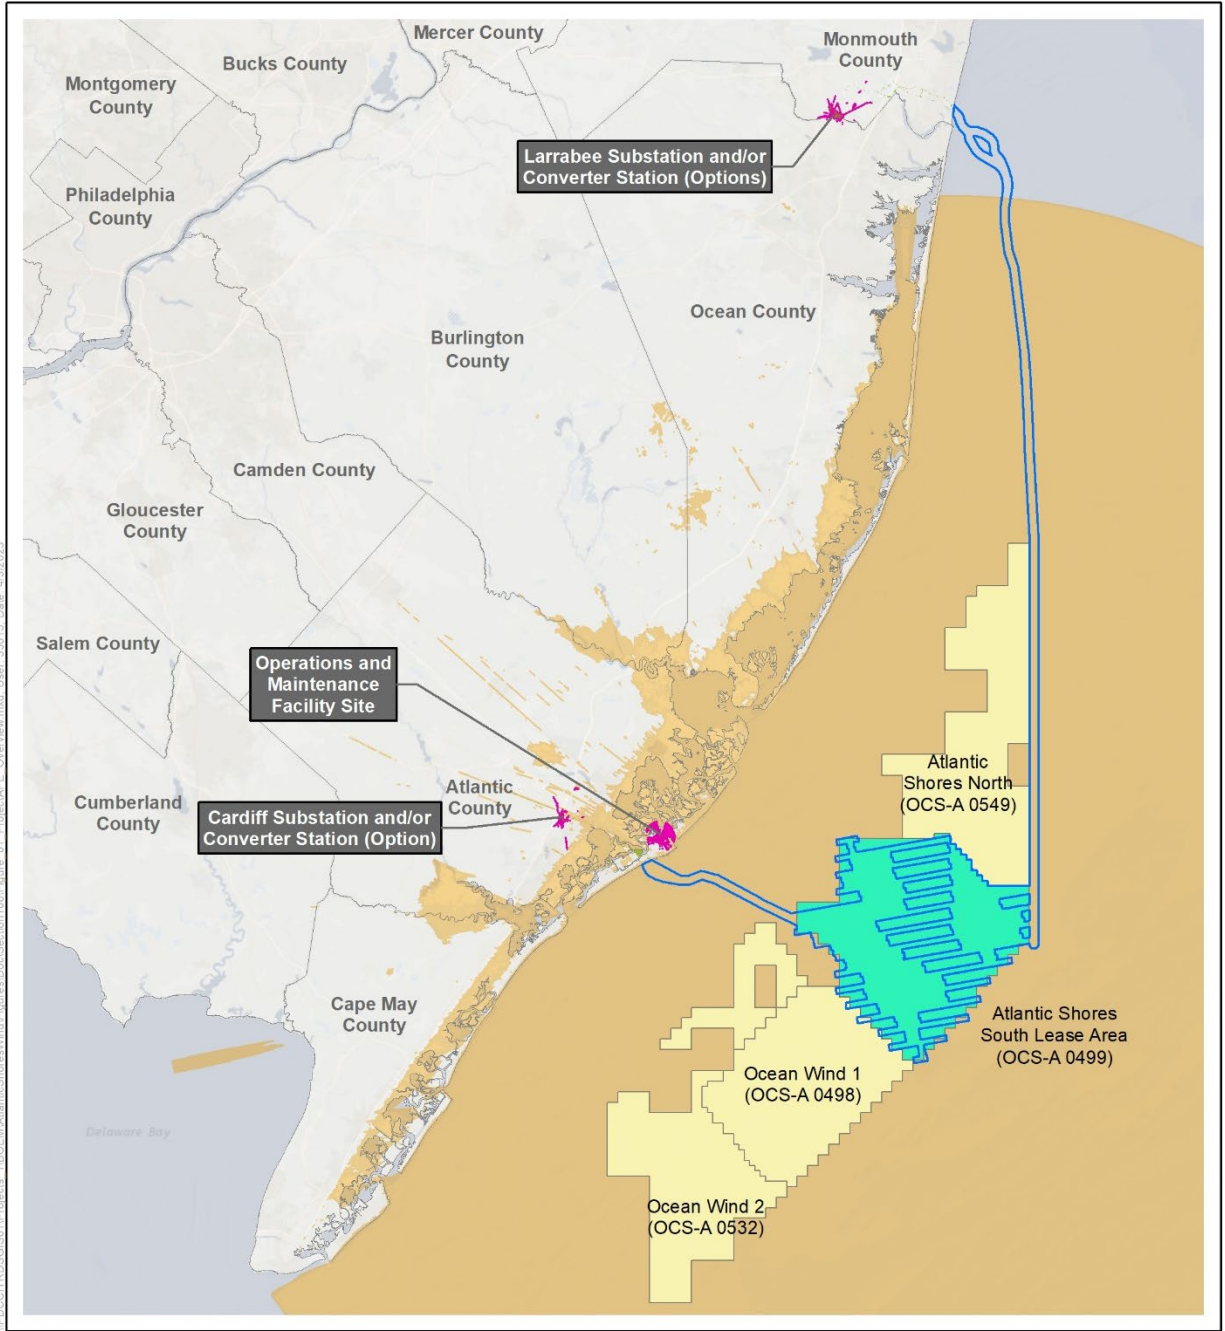 Mercer County
Monmouth
County
Bucks County
Montgomery
County
Larrabee Substation and/or
Converter Station (Options)
Philadelphia
County
Ocean County
Burlington
County
Camden County
Gloucester
County
Salem County
Operations and
Maintenance
Facility Site
Atlantic
Shores North
(OCS-A 0549)
Atlantic
County
Cumberland
County
Cardiff Substation and/or
Converter Station (Option)
Cape May
County
Atlantic Shores
South Lease Area
(OCS-A 0499)
Ocean Wind 1
(OCS-A 0498)
Delaware Bay
Ocean Wind 2
(OCS-A 0532)